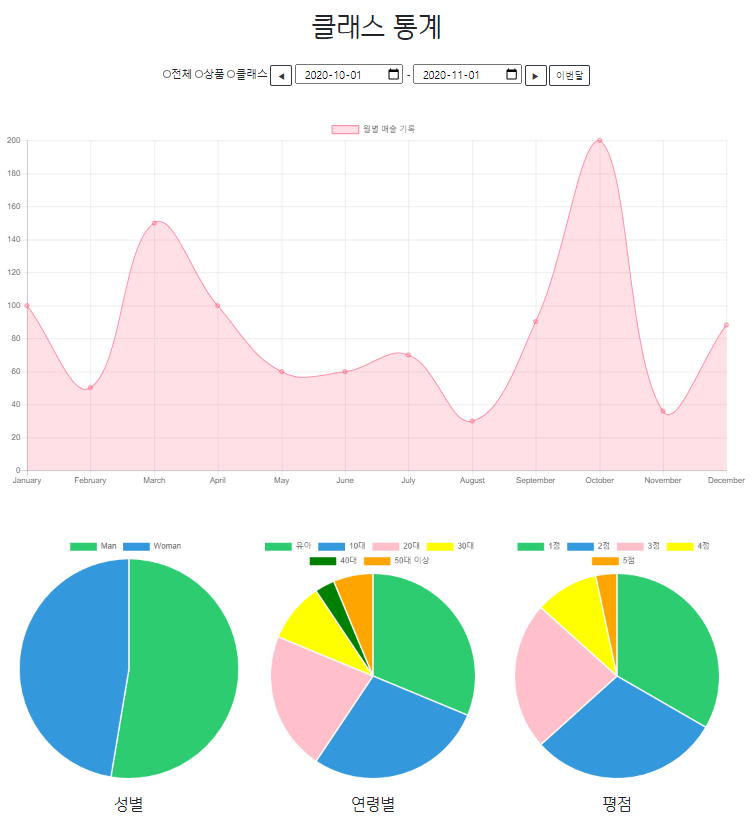 클래스 통계
전체 상품 클래스 ◀ 2020-10-01 - 2020-11-01 ▶ 이번달
월별 매출 기록
200
180
160
140
120
100
80
60
40
20
0
January February March April May June July August September October November December
Man Woman
유아 10대 20대 30대
40대 50대 이상
1점 2점 3점 4점
5점
성별 연령별 평점